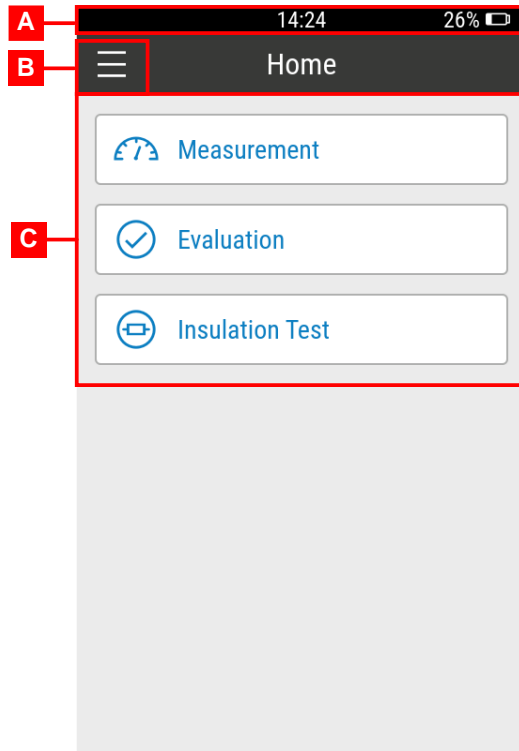 A
14:24 26%
B
Home
Measurement
C
Evaluation
Insulation Test